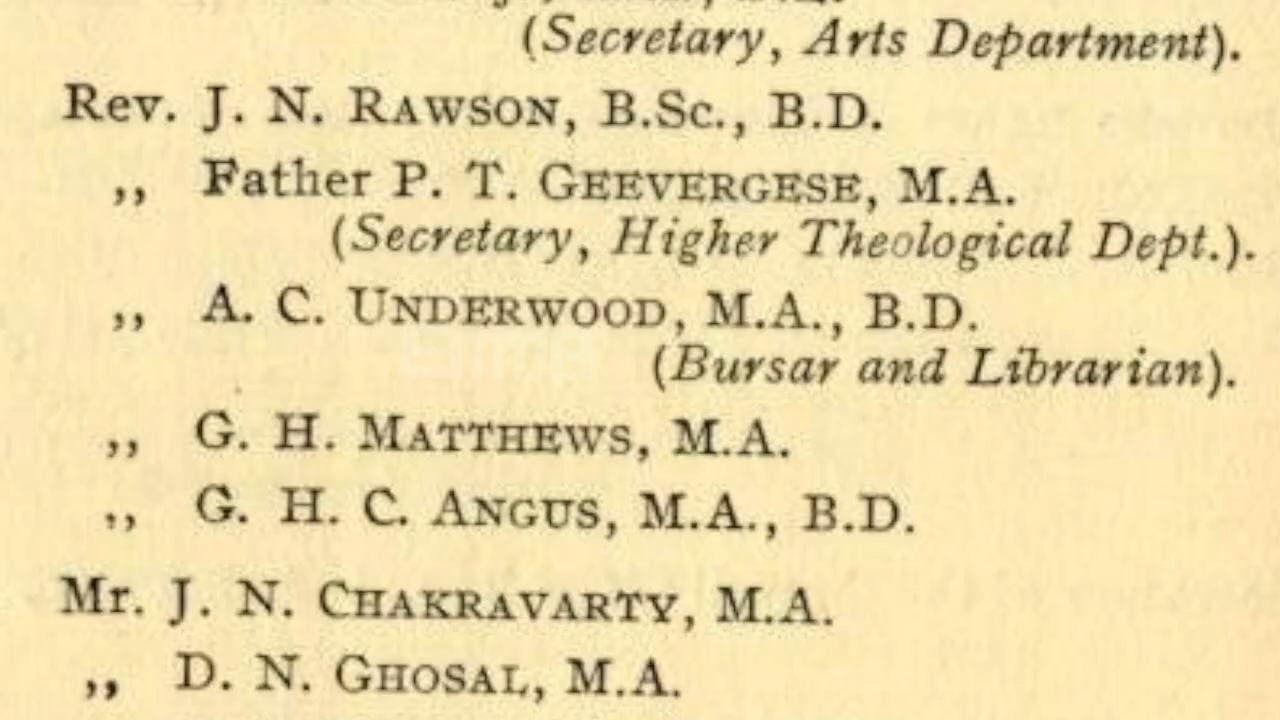 (Secretary, Arts Department).
Rev. J. N. RAWSON, B.Sc., B.D.
,, Father P. T. GEEVERGESE, M.A.
(Secretary, Higher Theological Dept.).
,, A. C. UNDERWOOD, M.A., B.D.
(Bursar and Librarian).
,, G. H. MATTHEWS, M.A.
,, G. H. C. ANGUS, M.A., B.D.
Mr. J. N. CHAKRAVARTY, M.A.
,, D. N. GHOSAL, M.A.